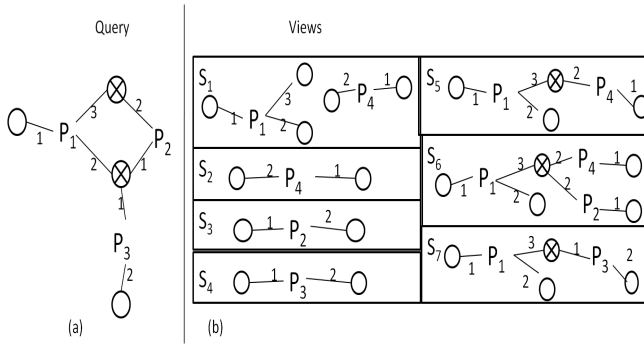 Query Views
1 P1 3 2 P2
2 1
1
P3
2
(a)
S1 1 P1 3 2 2 P4 1
S2 2 P4 1
S3 1 P2 2
S4 1 P3 2
(b)
S5 1 P1 3 2 2 P4 1
S6 1 P1 3 2 2 P4 1 2 P2 1
S7 1 P1 3 2 1 P3 2